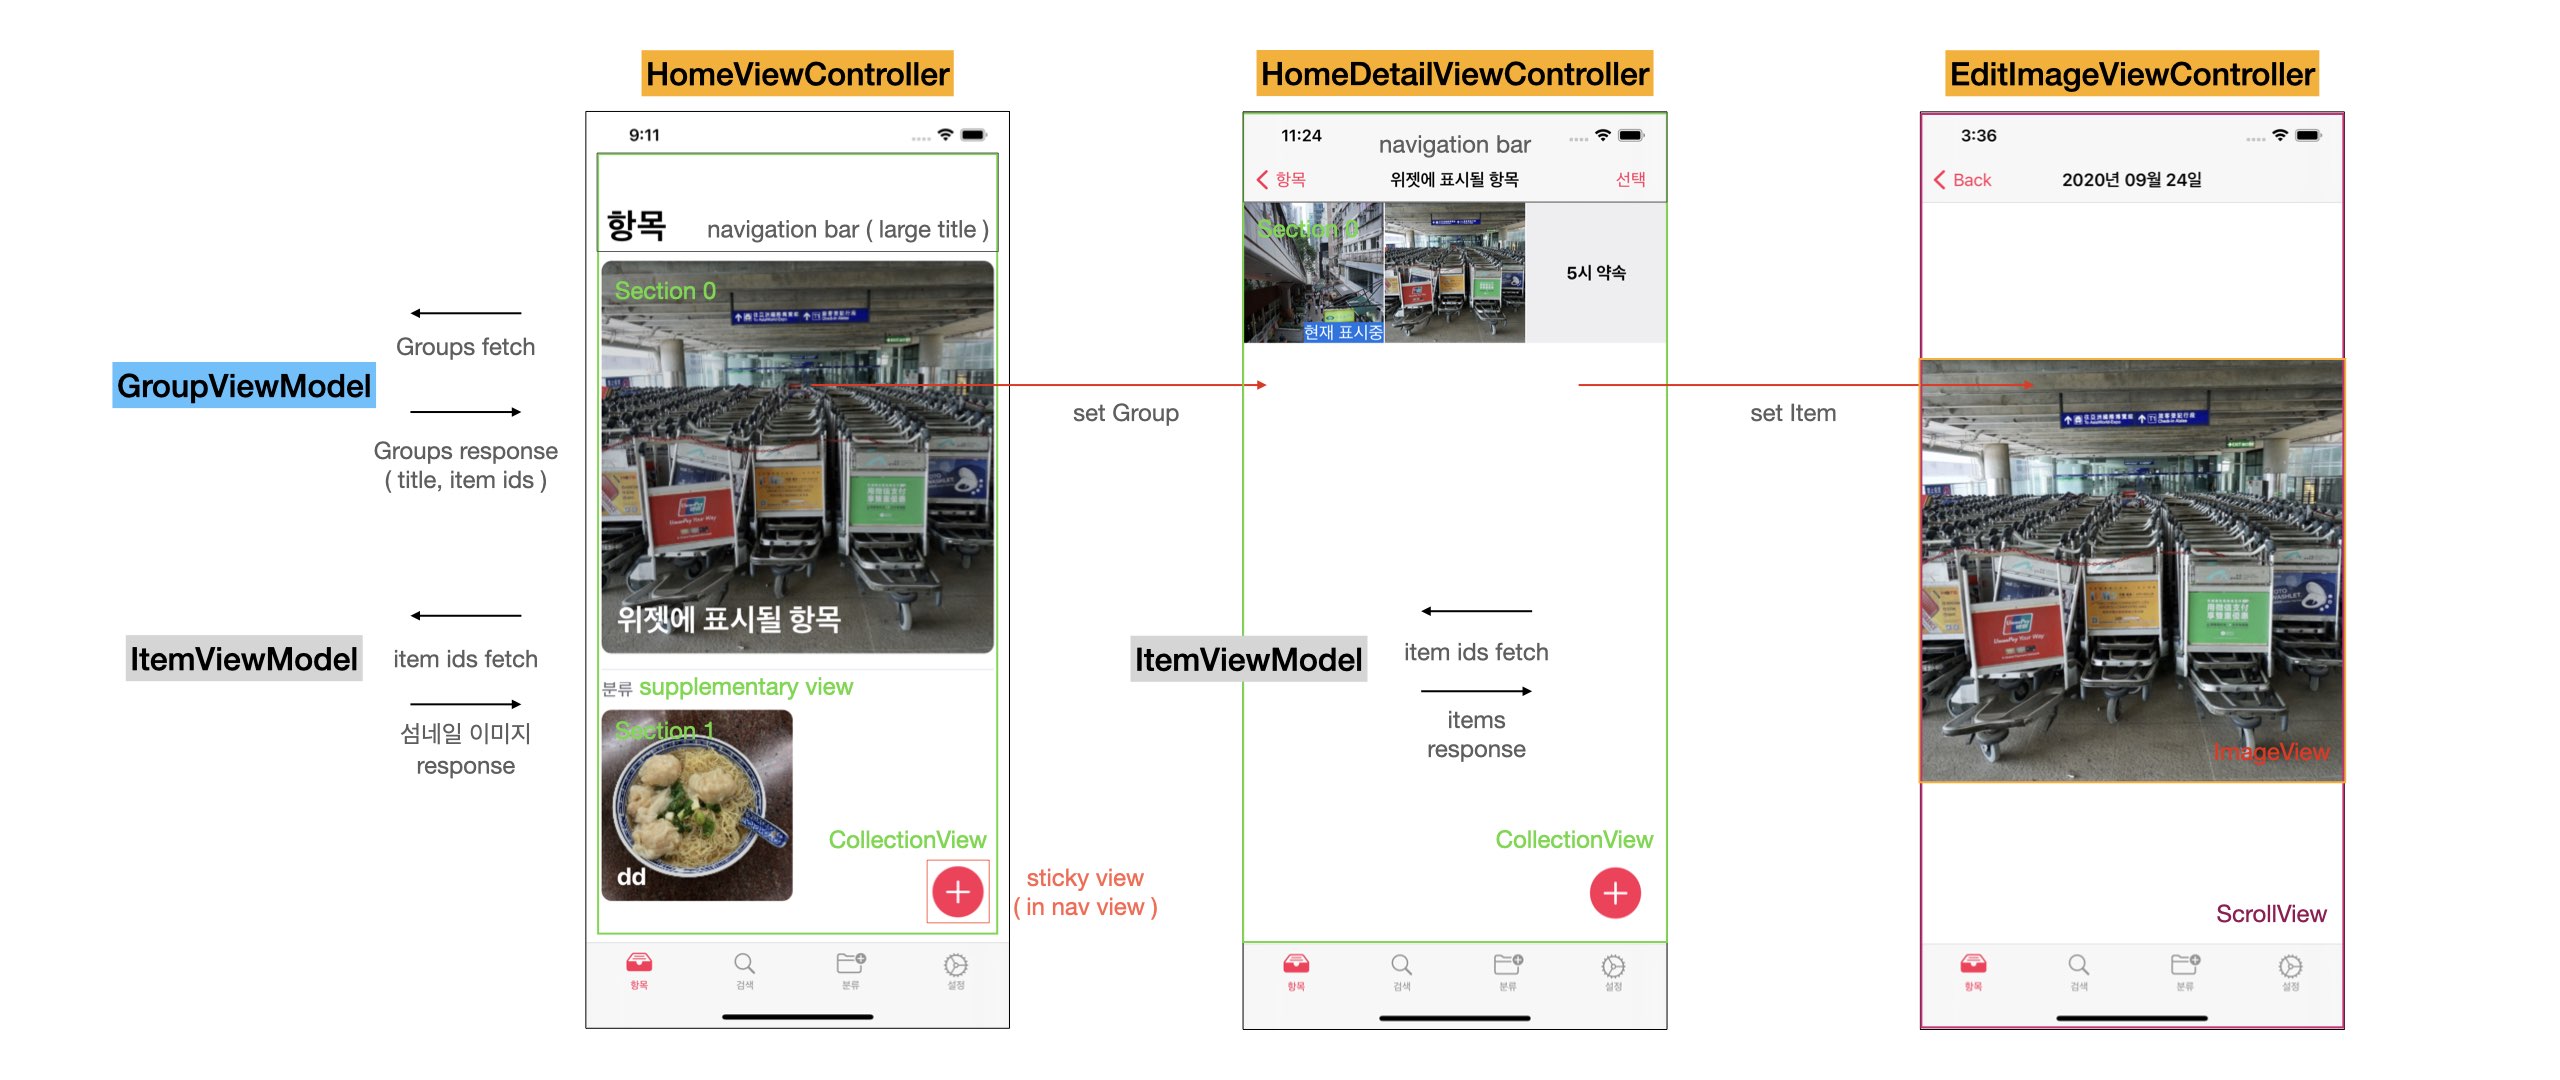 HomeViewController
HomeDetailViewController
EditImageViewController
9:11
항목
navigation bar ( large title )
Section 0
위젯에 표시될 항목
분류 supplementary view
Section 1
dd
CollectionView
sticky view
( in nav view )
항목
검색
분류
설정
Groups fetch
GroupViewModel
Groups response
( title, item ids )
ItemViewModel
item ids fetch
섬네일 이미지
response
set Group
11:24
navigation bar
항목
위젯에 표시될 항목
선택
Section 0
현재 표시중
5시 약속
ItemViewModel
item ids fetch
items
response
CollectionView
항목
검색
분류
설정
set Item
3:36
Back
2020년 09월 24일
ImageView
ScrollView
항목
검색
분류
설정